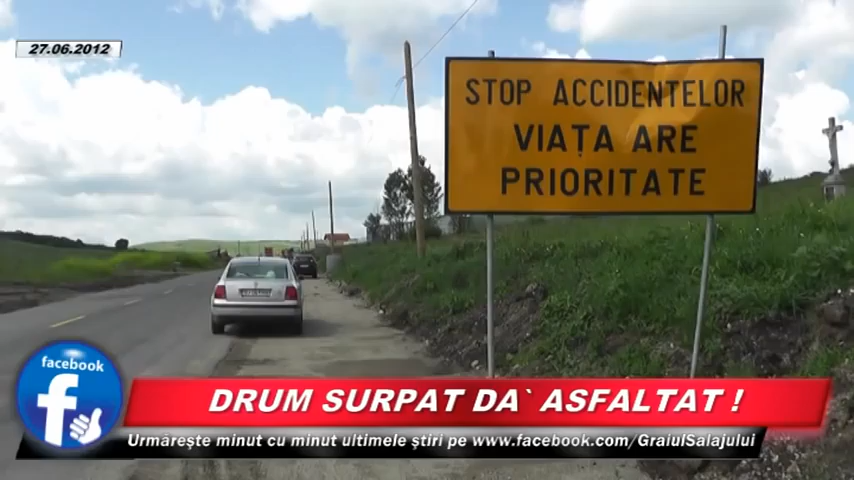 27.06.2012
STOP ACCIDENTELOR
VIAȚA ARE
PRIORITATE
facebook
f
DRUM SURPAT DA` ASFALTAT !
Urmărește minut cu minut ultimele știri pe www.facebook.com/GraiulSalajului